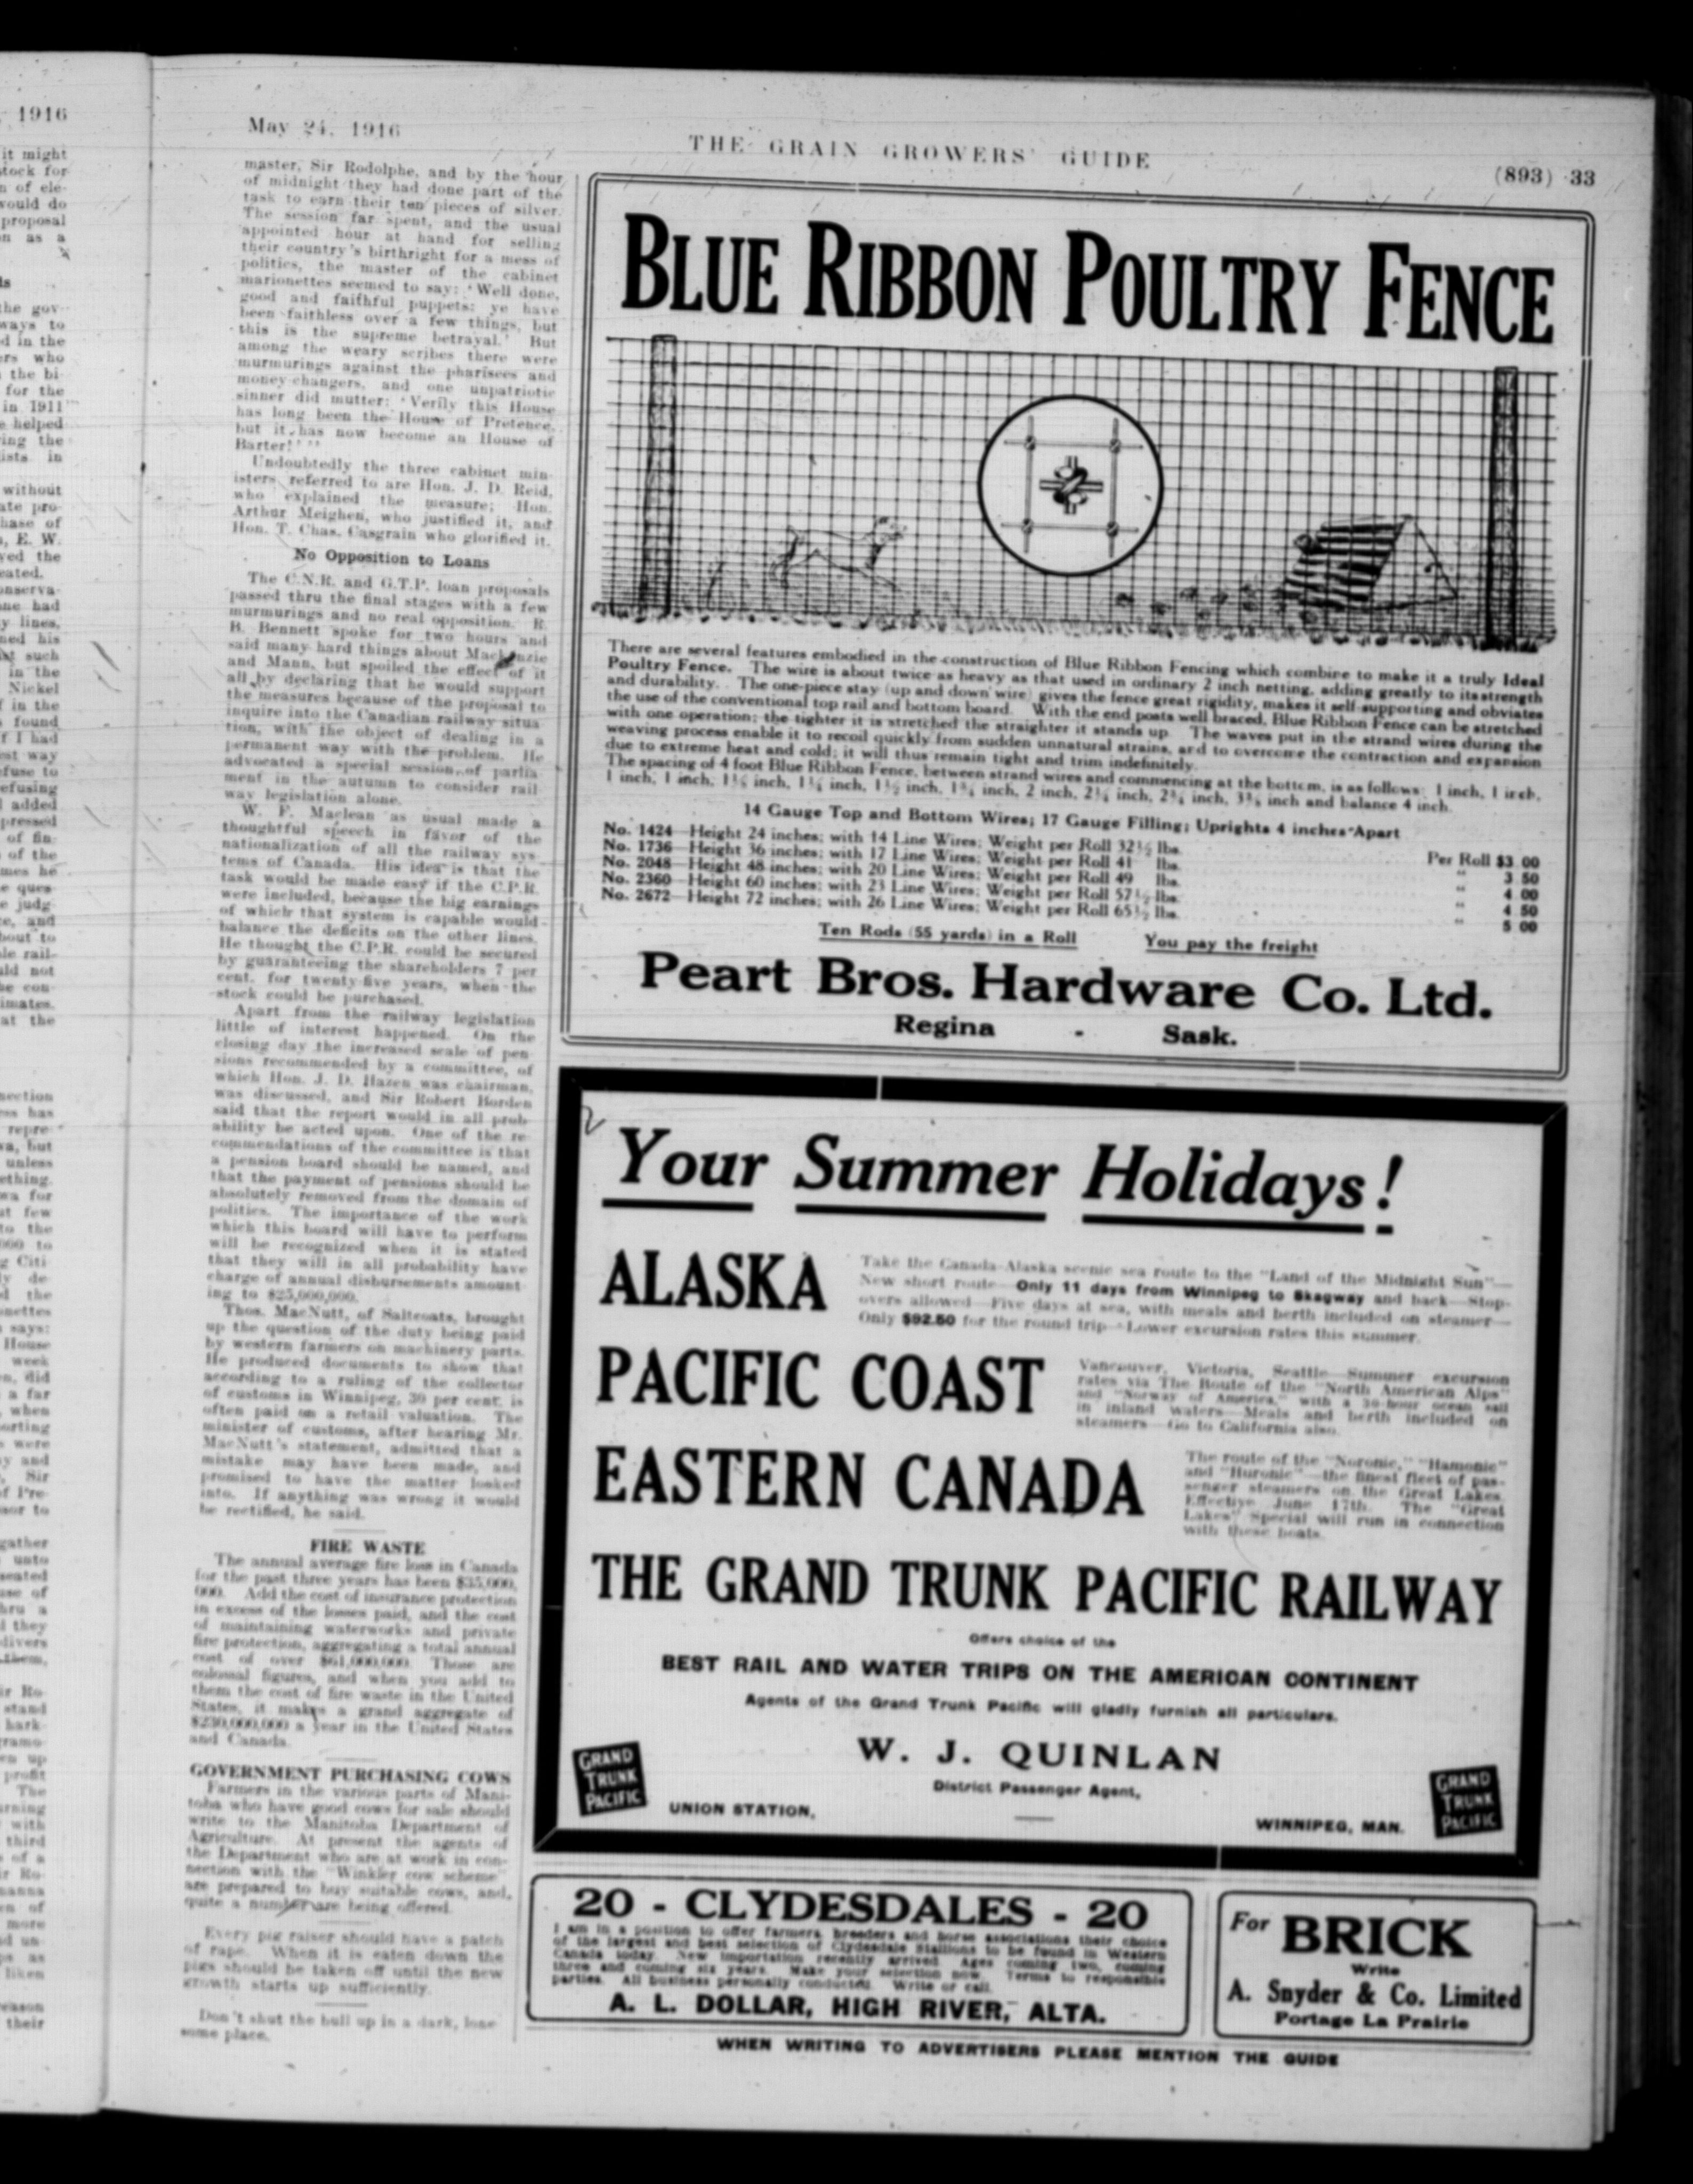 May 24, 1916
THE GRAIN GROWERS' GUIDE
(893) 33
master, Sir Rodolphe, and by the hour
of midnight they had done part of the
task to earn their ten pieces of silver.
The session far spent, and the usual
appointed hour at hand for selling
their country's birthright for a mess of
politics, the master of the cabinet
marionettes seemed to say: 'Well done,
good and faithful puppets: ye have
been faithless over a few things, but
this is the supreme betrayal.' But
among the weary scribes there were
murmurings against the pharisees and
money-changers, and one unpatriotic
sinner did mutter: 'Verily this House
has long been the House of Pretence,
but it has now become an House of
Barter!' "
Undoubtedly the three cabinet min-
isters referred to are Hon. J. D. Reid,
who explained the measure; Hon.
Arthur Meighen, who justified it, and
Hon. T. Chas. Casgrain who glorified it.
No Opposition to Loans
The C.N.R. and G.T.P. loan proposals
passed thru the final stages with a few
murmurings and no real opposition. R.
B. Bennett spoke for two hours and
said many hard things about Mackenzie
and Mann, but spoiled the effect of it
all by declaring that he would support
the measures because of the proposal to
inquire into the Canadian railway situa-
tion, with the object of dealing in a
permanent way with the problem. He
advocated a special session of parlia-
ment in the autumn to consider rail-
way legislation alone.
W. F. Maclean as usual made a
thoughtful speech in favor of the
nationalization of all the railway sys-
tems of Canada. His idea is that the
task would be made easy if the C.P.R.
were included, because the big earnings
of which that system is capable would
balance the deficits on the other lines.
He thought the C.P.R. could be secured
by guaranteeing the shareholders 7 per
cent. for twenty-five years, when the
stock could be purchased.
Apart from the railway legislation
little of interest happened. On the
closing day the increased scale of pen-
sions recommended by a committee, of
which Hon. J. D. Hazen was chairman,
was discussed, and Sir Robert Borden
said that the report would in all prob-
ability be acted upon. One of the re-
commendations of the committee is that
a pension board should be named, and
that the payment of pensions should be
absolutely removed from the domain of
politics. The importance of the work
which this board will have to perform
will be recognized when it is stated
that they will in all probability have
charge of annual disbursements amount-
ing to $25,000,000.
Thos. MacNutt, of Saltcoats, brought
up the question of the duty being paid
by western farmers on machinery parts.
He produced documents to show that
according to a ruling of the collector
of customs in Winnipeg, 30 per cent. is
often paid on a retail valuation. The
minister of customs, after hearing Mr.
MacNutt's statement, admitted that a
mistake may have been made, and
promised to have the matter looked
into. If anything was wrong it would
be rectified, he said.
FIRE WASTE
The annual average fire loss in Canada
for the past three years has been $35,000,
000. Add the cost of insurance protection
in excess of the losses paid, and the cost
of maintaining waterworks and private
fire protection, aggregating a total annual
cost of over $61,000,000. Those are
colossal figures, and when you add to
them the cost of fire waste in the United
States, it makes a grand aggregate of
$230,000,000 a year in the United States
and Canada.
GOVERNMENT PURCHASING COWS
Farmers in the various parts of Mani-
toba who have good cows for sale should
write to the Manitoba Department of
Agriculture. At present the agents of
the Department who are at work in con-
nection with the "Winkler cow scheme"
are prepared to buy suitable cows, and,
quite a number are being offered.
Every pig raiser should have a patch
of rape. When it is eaten down the
pigs should be taken off until the new
growth starts up sufficiently.
Don't shut the bull up in a dark, lone-
some place.
BLUE RIBBON POULTRY FENCE
There are several features embodied in the construction of Blue Ribbon Fencing which combine to make it a truly Ideal
Poultry Fence. The wire is about twice as heavy as that used in ordinary 2 inch netting, adding greatly to its strength
and durability. The one-piece stay (up and down wire) gives the fence great rigidity, makes it self-supporting and obviates
the use of the conventional top rail and bottom board. With the end posts well braced, Blue Ribbon Fence can be stretched
with one operation; the tighter it is stretched the straighter it stands up. The waves put in the strand wires during the
weaving process enable it to recoil quickly from sudden unnatural strains, and to overcome the contraction and expansion
due to extreme heat and cold; it will thus remain tight and trim indefinitely.
The spacing of 4 foot Blue Ribbon Fence, between strand wires and commencing at the bottom, is as follows: 1 inch, 1 inch,
1 inch, 1 inch, 1⅛ inch, 1¼ inch, 1½ inch, 1¾ inch, 2 inch, 2¼ inch, 2¾ inch, 3⅜ inch and balance 4 inch.
14 Gauge Top and Bottom Wires; 17 Gauge Filling; Uprights 4 inches Apart
No. 1424—Height 24 inches; with 14 Line Wires; Weight per Roll 32½ lbs. Per Roll $3.00
No. 1736—Height 36 inches; with 17 Line Wires; Weight per Roll 41 lbs. " 3.50
No. 2048—Height 48 inches; with 20 Line Wires; Weight per Roll 49 lbs. " 4.00
No. 2360—Height 60 inches; with 23 Line Wires; Weight per Roll 57½ lbs. " 4.50
No. 2672—Height 72 inches; with 26 Line Wires; Weight per Roll 65½ lbs. " 5.00
Ten Rods (55 yards) in a Roll You pay the freight
Peart Bros. Hardware Co. Ltd.
Regina - Sask.
Your Summer Holidays!
ALASKA
Take the Canada-Alaska scenic sea route to the "Land of the Midnight Sun"—
New short route—Only 11 days from Winnipeg to Skagway and back—Stop-
overs allowed—Five days at sea, with meals and berth included on steamer—
Only $92.50 for the round trip—Lower excursion rates this summer.
PACIFIC COAST
Vancouver, Victoria, Seattle—Summer excursion
rates via The Route of the "North American Alps"
and "Norway of America," with a 30-hour ocean sail
in inland waters—Meals and berth included on
steamers—Go to California also.
EASTERN CANADA
The route of the "Noronic," "Hamonic"
and "Huronic"—the finest fleet of pas-
senger steamers on the Great Lakes.
Effective June 17th. The "Great
Lakes" Special will run in connection
with these boats.
THE GRAND TRUNK PACIFIC RAILWAY
Offers choice of the
BEST RAIL AND WATER TRIPS ON THE AMERICAN CONTINENT
Agents of the Grand Trunk Pacific will gladly furnish all particulars.
W. J. QUINLAN
District Passenger Agent,
UNION STATION, WINNIPEG, MAN.
GRAND
TRUNK
PACIFIC
GRAND
TRUNK
PACIFIC
20 - CLYDESDALES - 20
I am in a position to offer farmers, breeders and horse associations their choice
of the largest and best selection of Clydesdale Stallions to be found in Western
Canada today. New importation recently arrived. Ages coming two, coming
three and coming six years. Make your selection now. Terms to responsible
parties. All business personally conducted. Write or call.
A. L. DOLLAR, HIGH RIVER, ALTA.
For BRICK
Write
A. Snyder & Co. Limited
Portage La Prairie
WHEN WRITING TO ADVERTISERS PLEASE MENTION THE GUIDE